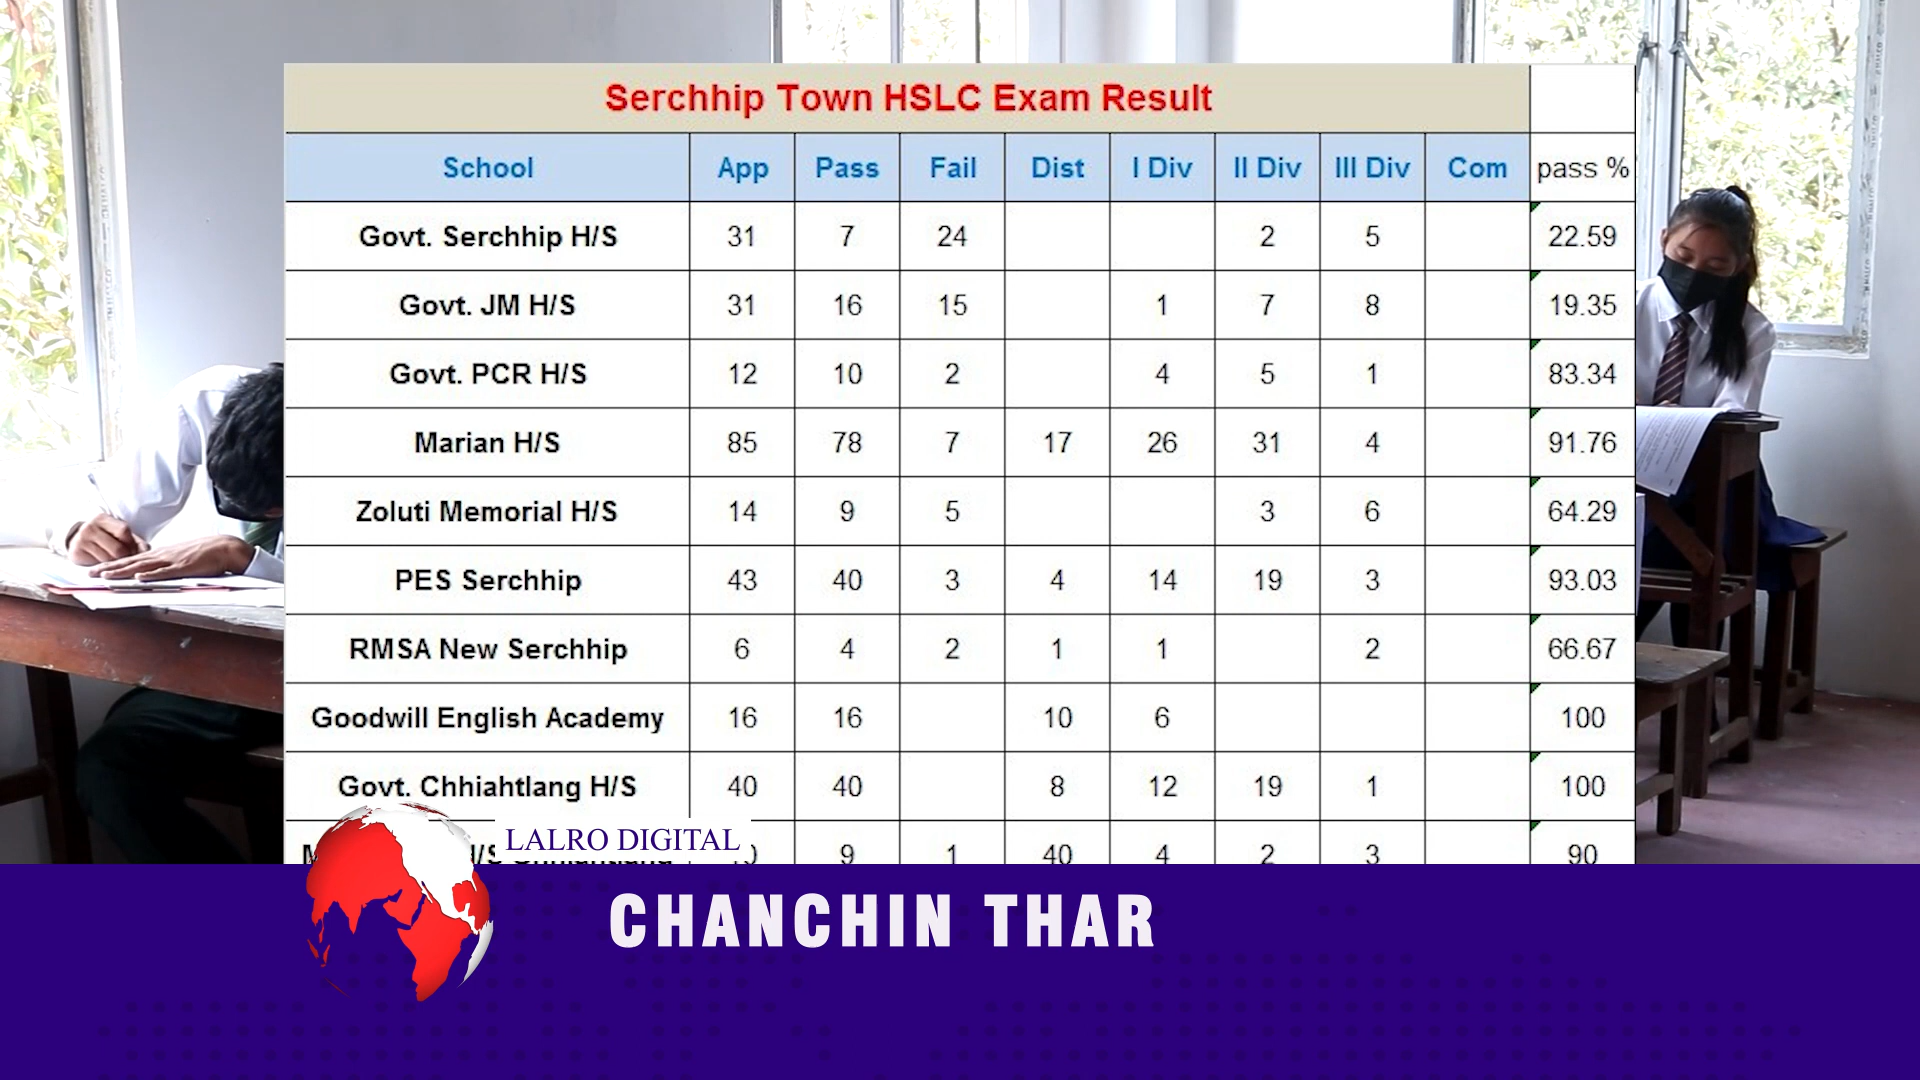 Serchhip Town HSLC Exam Result
School App Pass Fail Dist I Div II Div III Div Com pass %
Govt. Serchhip H/S 31 7 24 2 5 22.59
Govt. JM H/S 31 16 15 1 7 8 19.35
Govt. PCR H/S 12 10 2 4 5 1 83.34
Marian H/S 85 78 7 17 26 31 4 91.76
Zoluti Memorial H/S 14 9 5 3 6 64.29
PES Serchhip 43 40 3 4 14 19 3 93.03
RMSA New Serchhip 6 4 2 1 1 2 66.67
Goodwill English Academy 16 16 10 6 100
Govt. Chhiahtlang H/S 40 40 8 12 19 1 100
9 1 40 4 2 3 90
LALRO DIGITAL
CHANCHIN THAR